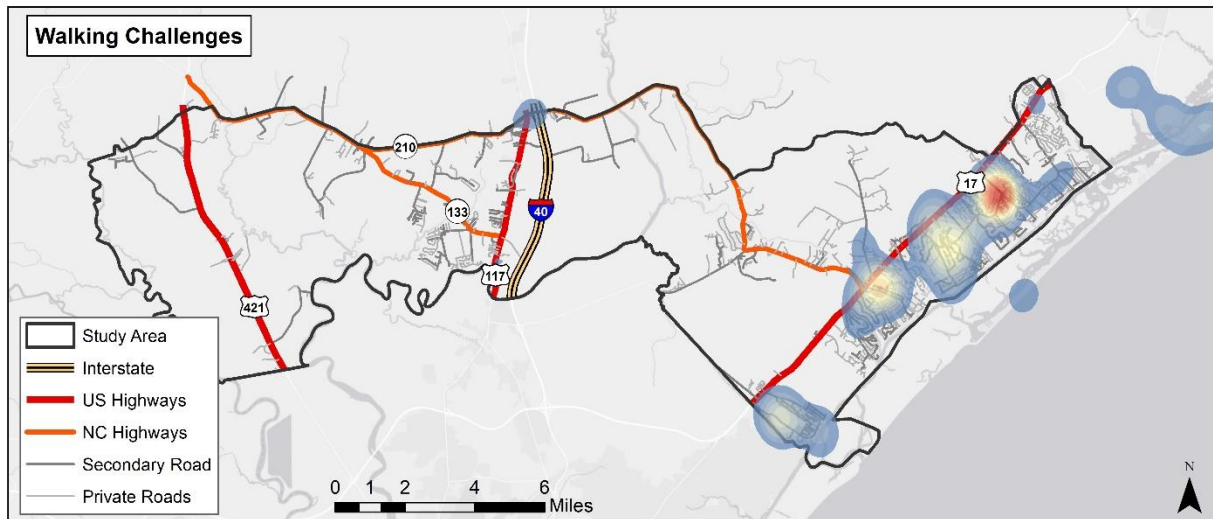 Walking Challenges
210
133
40
117
421
17
Study Area
Interstate
US Highways
NC Highways
Secondary Road
Private Roads
0 1 2 4 6
Miles
N